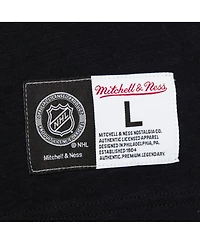 Mitchell & Ness
NHL
© NHL
L
MITCHELL & NESS NOSTALGIA CO.
AUTHENTIC LICENSED APPAREL
DESIGNED IN PHILADELPHIA, PA
ESTABLISHED 1904
AUTHENTIC. PREMIUM. LEGENDARY.
MITCHELL & NESS